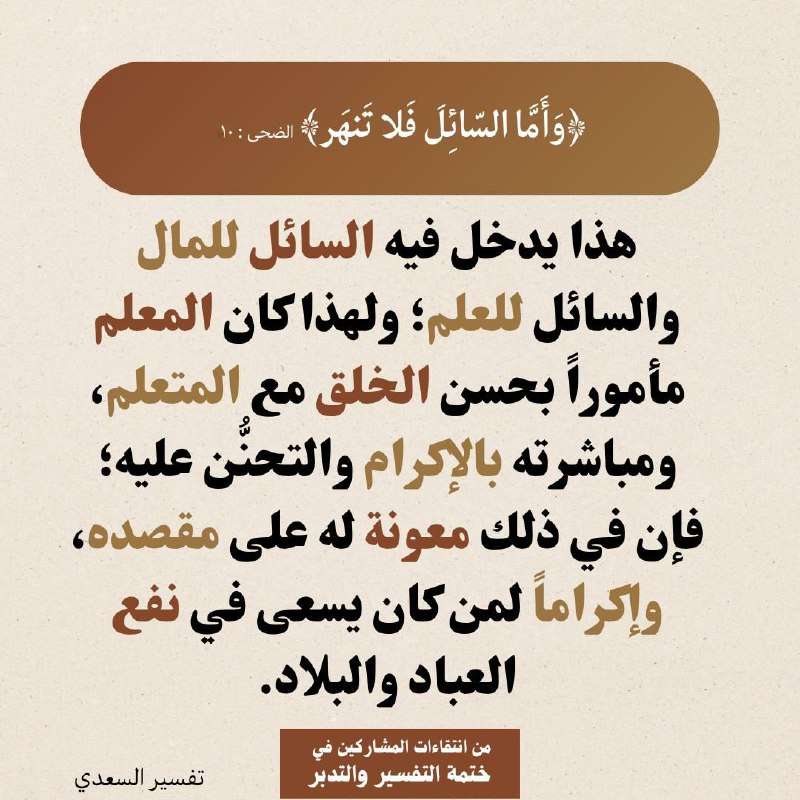 ﴿وَأَمَّا السّائِلَ فَلا تَنهَر﴾ الضحى : ١٠
هذا يدخل فيه السائل للمال
والسائل للعلم؛ ولهذا كان المعلم
مأموراً بحسن الخلق مع المتعلم،
ومباشرته بالإكرام والتحنُّن عليه؛
فإن في ذلك معونة له على مقصده،
وإكراماً لمن كان يسعى في نفع
العباد والبلاد.
من انتقاءات المشاركين في
ختمة التفسير والتدبر
تفسير السعدي